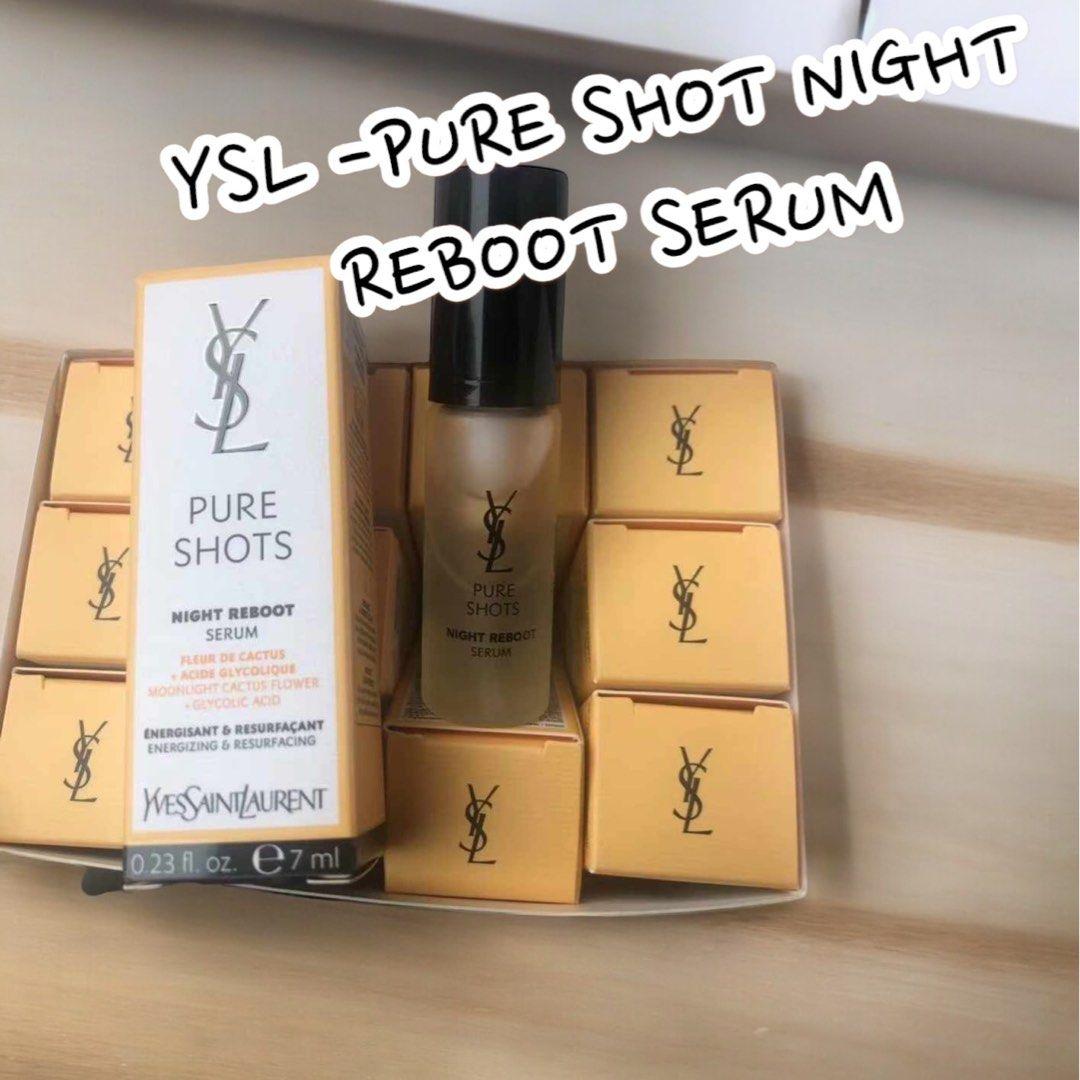 YSL -PURE SHOT NIGHT
REBOOT SERUM
YSL
PURE
SHOTS
NIGHT REBOOT
SERUM
FLEUR DE CACTUS
+ ACIDE GLYCOLIQUE
MOONLIGHT CACTUS FLOWER
+ GLYCOLIC ACID
ÉNERGISANT & RESURFAÇANT
ENERGIZING & RESURFACING
YVESSAINTLAURENT
0.23 fl. oz. e 7 ml
YSL
PURE
SHOTS
NIGHT REBOOT
SERUM
YSL
YSL
YSL
YSL
YSL
YSL